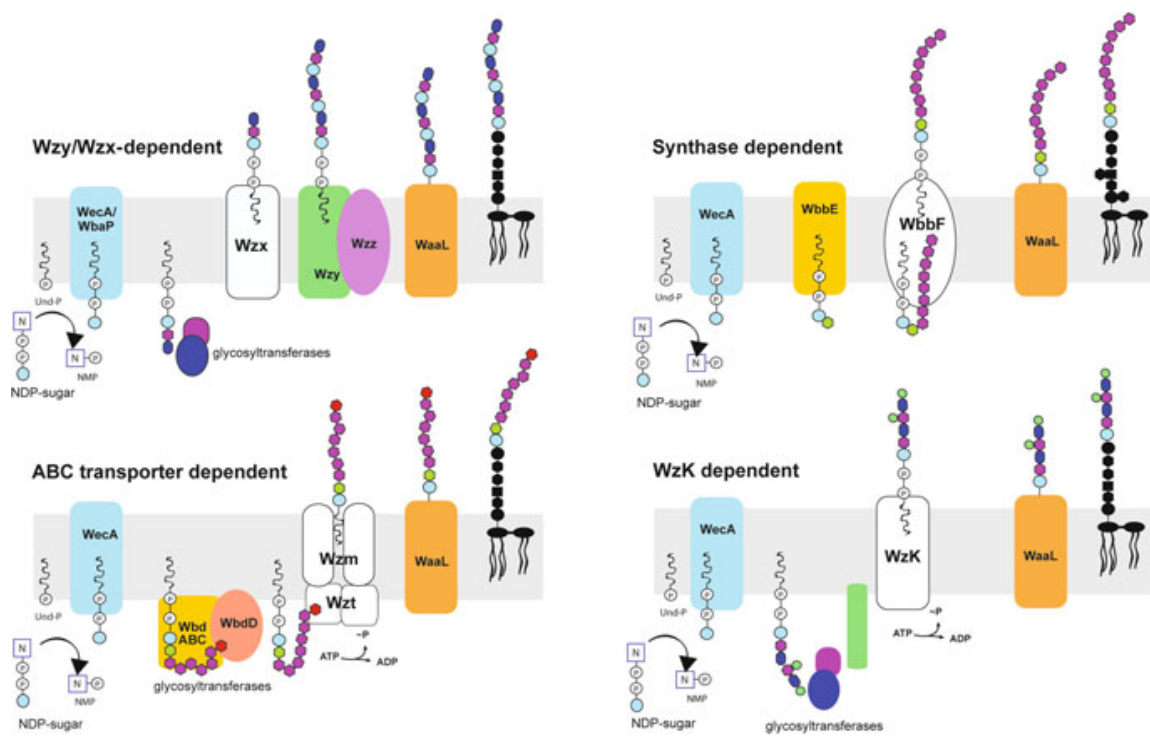 Wzy/Wzx-dependent
WecA/
WbaP
Und-P
P
P
P
N
P
P
N
P
NMP
NDP-sugar
P
P
glycosyltransferases
P
P
Wzx
P
P
Wzy
Wzz
WaaL
Synthase dependent
WecA
Und-P
P
P
P
N
P
P
N
P
NMP
NDP-sugar
WbbE
P
P
P
P
WbbF
P
P
WaaL
ABC transporter dependent
WecA
Und-P
P
P
P
N
P
P
N
P
NMP
NDP-sugar
P
P
Wbd
ABC
WbdD
glycosyltransferases
P
P
Wzm
Wzt
~P
ATP
ADP
WaaL
WzK dependent
WecA
Und-P
P
P
P
N
P
P
N
P
NMP
NDP-sugar
P
P
glycosyltransferases
P
P
WzK
~P
ATP
ADP
WaaL